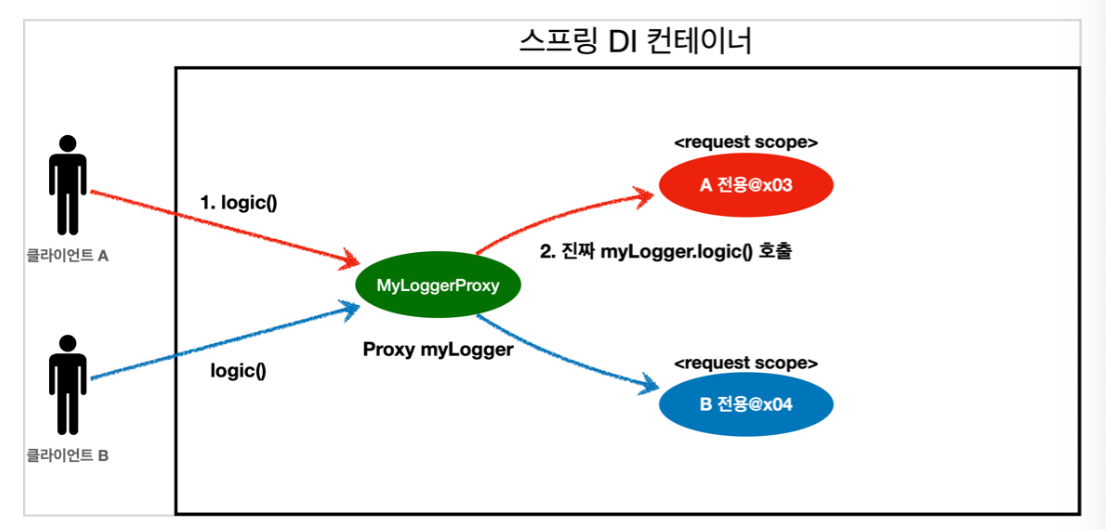 스프링 DI 컨테이너
<request scope>
A 전용@x03
1. logic()
2. 진짜 myLogger.logic() 호출
클라이언트 A
MyLoggerProxy
Proxy myLogger
<request scope>
logic()
B 전용@x04
클라이언트 B